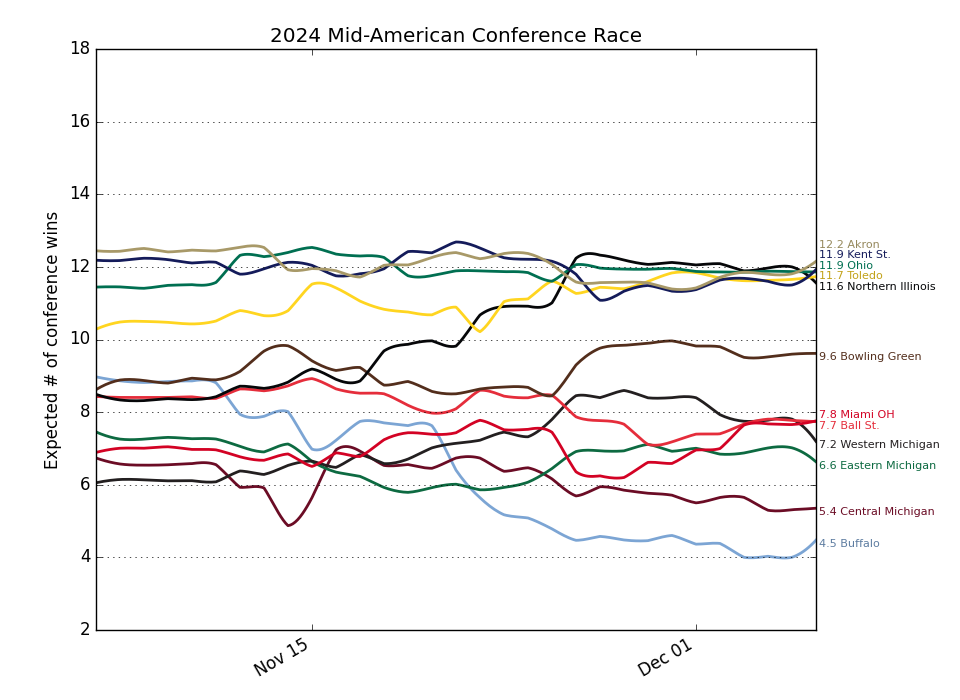 2024 Mid-American Conference Race
Expected # of conference wins
18
16
14
12
10
8
6
4
2
Nov 15
Dec 01
12.2 Akron
11.9 Kent St.
11.9 Ohio
11.7 Toledo
11.6 Northern Illinois
9.6 Bowling Green
7.8 Miami OH
7.7 Ball St.
7.2 Western Michigan
6.6 Eastern Michigan
5.4 Central Michigan
4.5 Buffalo